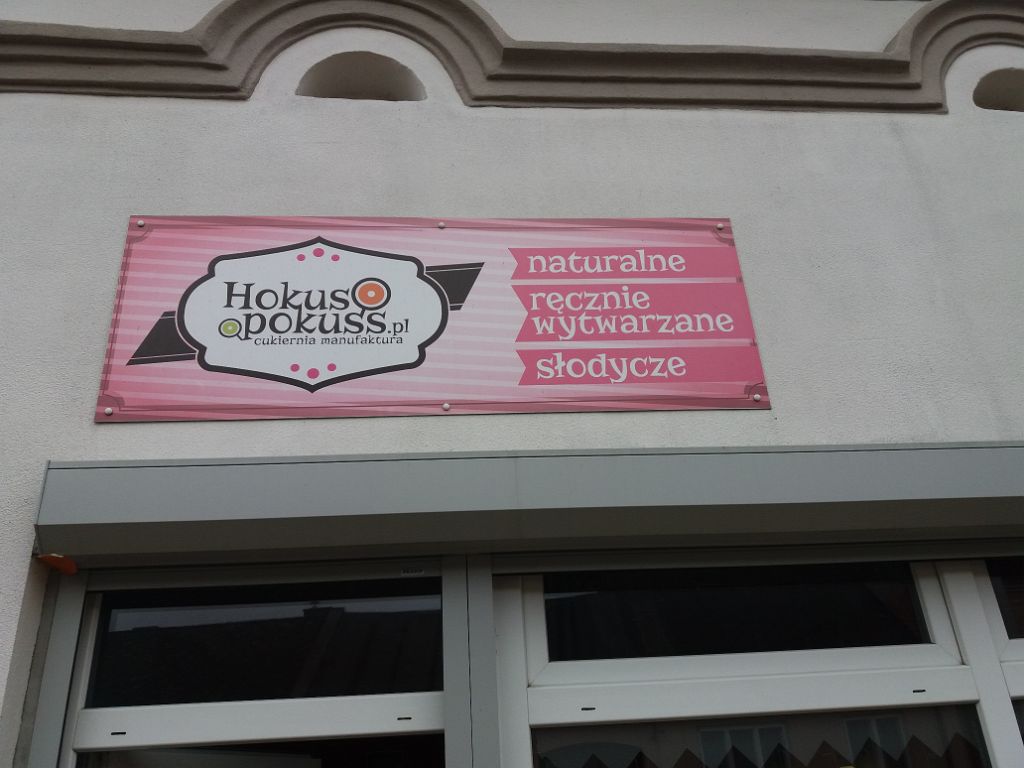 Hokus
pokuss.pl
cukiernia manufaktura
naturalne
ręcznie
wytwarzane
słodycze